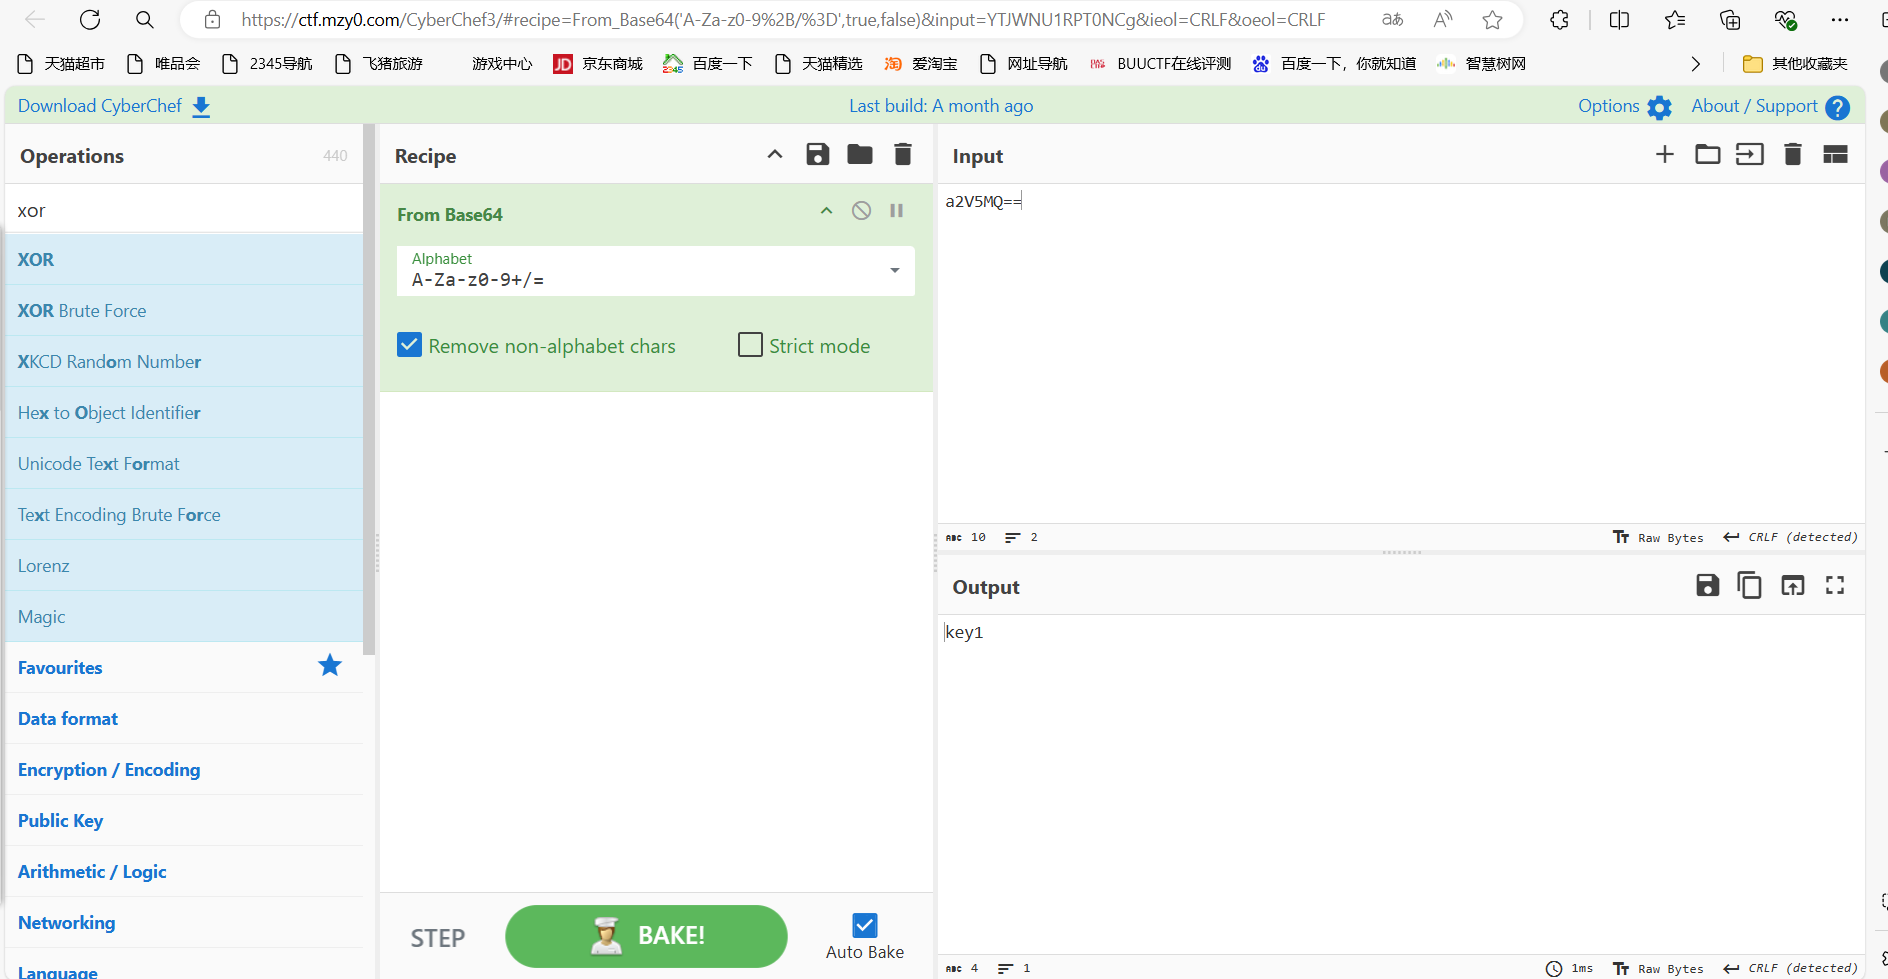 https://ctf.mzy0.com/CyberChef3/#recipe=From_Base64('A-Za-z0-9%2B/%3D',true,false)&input=YTJWNU1RPT0NCg&ieol=CRLF&oeol=CRLF
天猫超市 唯品会 2345导航 飞猪旅游 游戏中心 JD 京东商城 2345 百度一下 天猫精选 淘 爱淘宝 网址导航 BUUCTF在线评测 百度一下，你就知道 智慧树网 其他收藏夹
Download CyberChef Last build: A month ago Options About / Support ?
Operations 440
xor
XOR
XOR Brute Force
XKCD Random Number
Hex to Object Identifier
Unicode Text Format
Text Encoding Brute Force
Lorenz
Magic
Favourites
Data format
Encryption / Encoding
Public Key
Arithmetic / Logic
Networking
Language
Recipe
From Base64
Alphabet
A-Za-z0-9+/=
Remove non-alphabet chars Strict mode
STEP BAKE! Auto Bake
Input
a2V5MQ==
ABC 10 2 Tт Raw Bytes CRLF (detected)
Output
key1
ABC 4 1 1ms Tт Raw Bytes CRLF (detected)